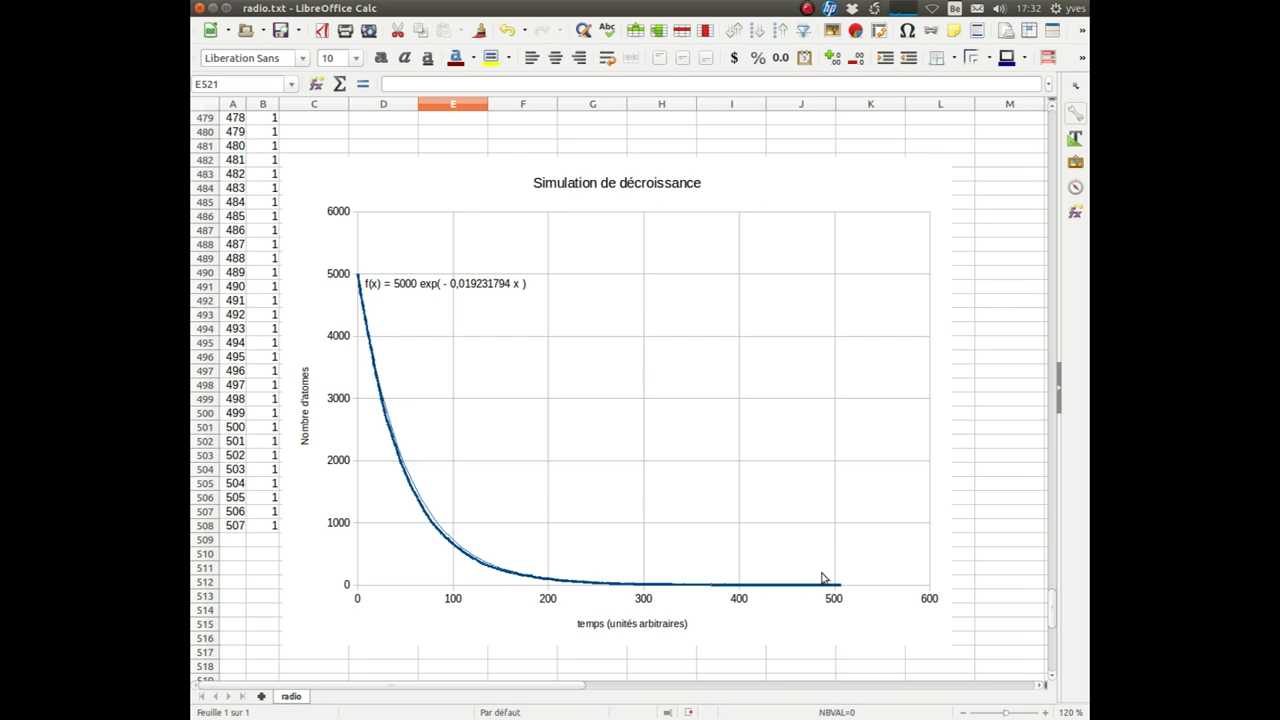 radio.txt - LibreOffice Calc
Be
17:32
yves
Liberation Sans
10
E521
A B C D E F G H I J K L M
479 478 1
480 479 1
481 480 1
482 481 1
483 482 1
484 483 1
485 484 1
486 485 1
487 486 1
488 487 1
489 488 1
490 489 1
491 490 1
492 491 1
493 492 1
494 493 1
495 494 1
496 495 1
497 496 1
498 497 1
499 498 1
500 499 1
501 500 1
502 501 1
503 502 1
504 503 1
505 504 1
506 505 1
507 506 1
508 507 1
509
510
511
512
513
514
515
516
517
518
Simulation de décroissance
6000
5000
4000
3000
2000
1000
0
f(x) = 5000 exp( - 0,019231794 x )
Nombre d'atomes
0 100 200 300 400 500 600
temps (unités arbitraires)
radio
Feuille 1 sur 1
Par défaut
NBVAL=0
120 %